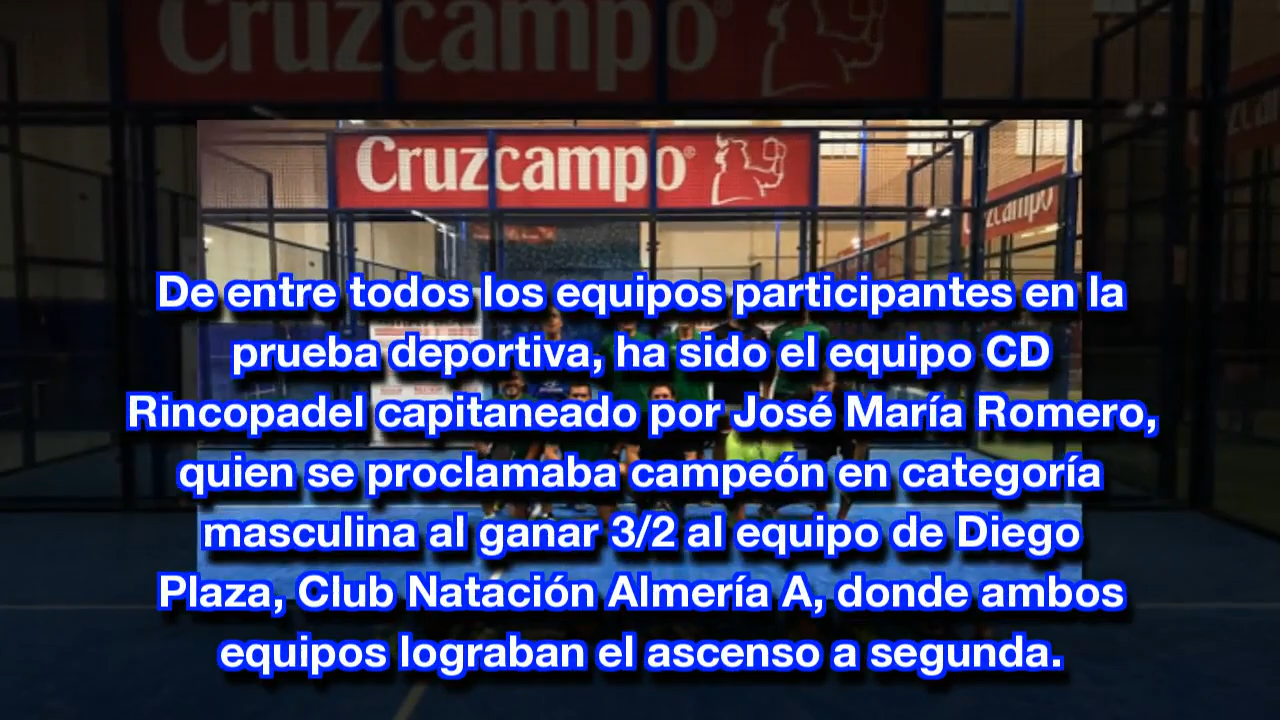 Cruzcampo
Cruzcampo®
zcampo
De entre todos los equipos participantes en la
prueba deportiva, ha sido el equipo CD
Rincopadel capitaneado por José María Romero,
quien se proclamaba campeón en categoría
masculina al ganar 3/2 al equipo de Diego
Plaza, Club Natación Almería A, donde ambos
equipos lograban el ascenso a segunda.